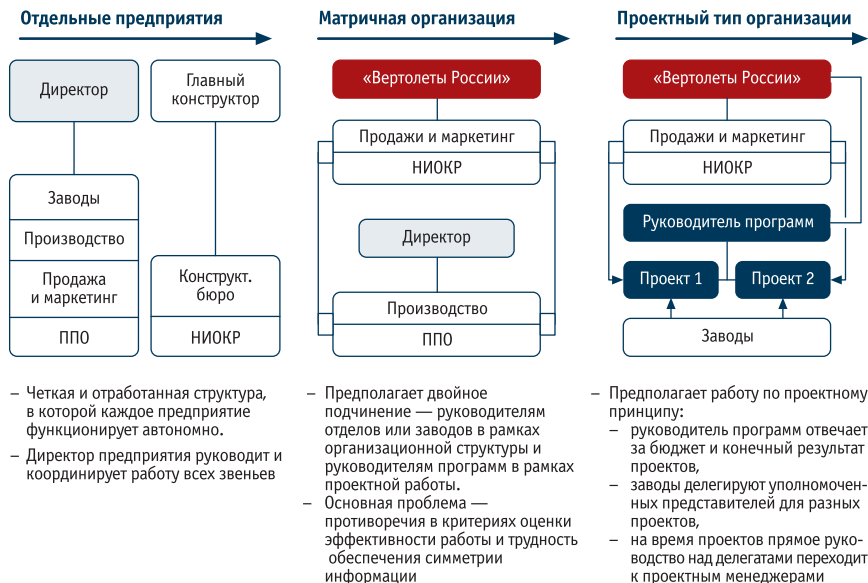 Отдельные предприятия
Директор
Главный
конструктор
Заводы
Производство
Продажа
и маркетинг
ППО
Конструкт.
бюро
НИОКР
– Четкая и отработанная структура,
в которой каждое предприятие
функционирует автономно.
– Директор предприятия руководит и
координирует работу всех звеньев
Матричная организация
«Вертолеты России»
Продажи и маркетинг
НИОКР
Директор
Производство
ППО
– Предполагает двойное
подчинение — руководителям
отделов или заводов в рамках
организационной структуры и
руководителям программ в рамках
проектной работы.
– Основная проблема —
противоречия в критериях оценки
эффективности работы и трудность
обеспечения симметрии
информации
Проектный тип организации
«Вертолеты России»
Продажи и маркетинг
НИОКР
Руководитель программ
Проект 1
Проект 2
Заводы
– Предполагает работу по проектному
принципу:
– руководитель программ отвечает
за бюджет и конечный результат
проектов,
– заводы делегируют уполномочен-
ных представителей для разных
проектов,
– на время проектов прямое руко-
водство над делегатами переходит
к проектным менеджерами